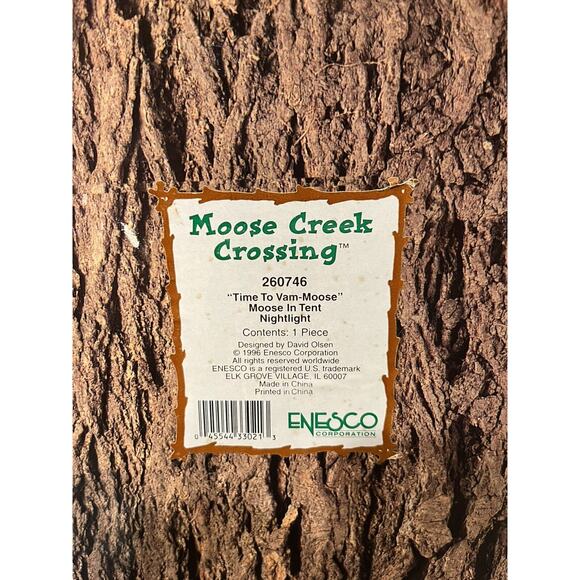 Moose Creek
Crossing™
260746
"Time To Vam-Moose"
Moose In Tent
Nightlight
Contents: 1 Piece
Designed by David Olsen
© 1996 Enesco Corporation
All rights reserved worldwide
ENESCO is a registered U.S. trademark
ELK GROVE VILLAGE, IL 60007
Made in China
Printed in China
0 45544 33021 3
ENESCO
CORPORATION